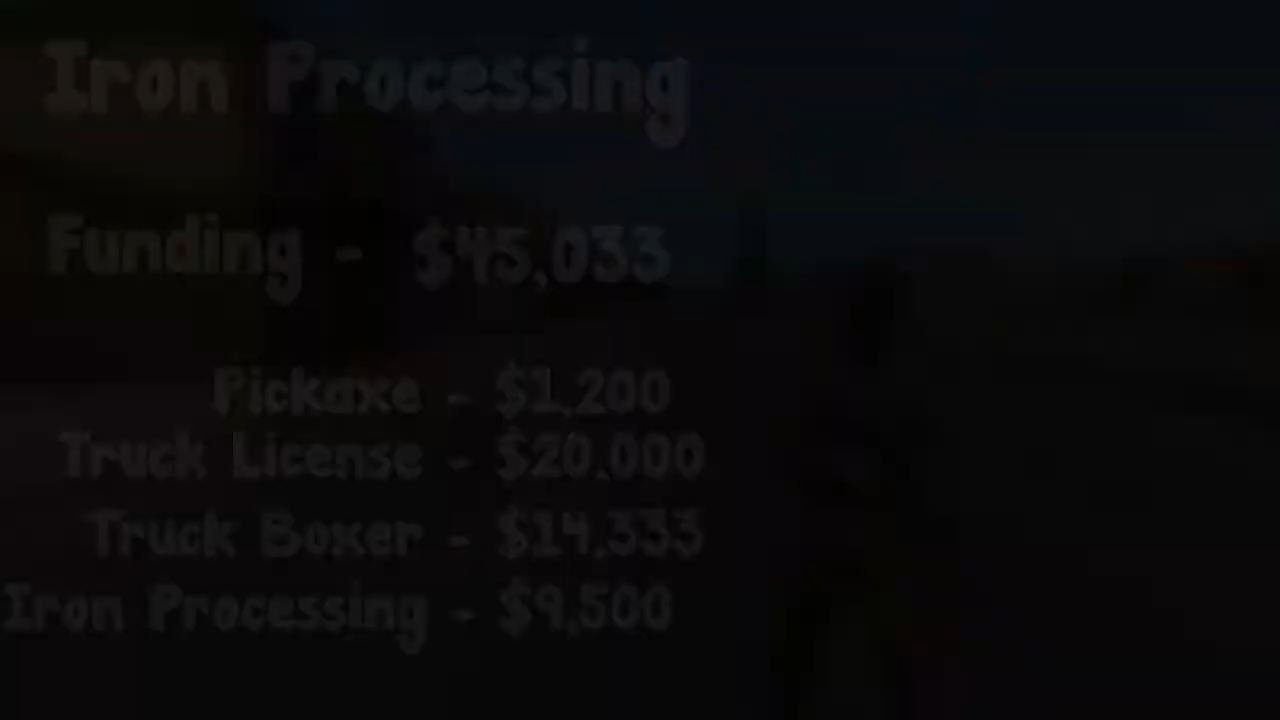 Iron Processing
Funding - $45,033
Pickaxe - $1,200
Truck License - $20,000
Truck Boxer - $14,333
Iron Processing - $9,500